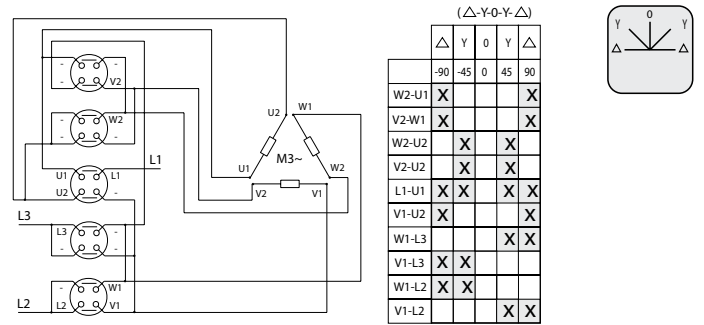 (△-Y-0-Y-△)
△ Y 0 Y △
-90 -45 0 45 90
W2-U1 X X
V2-W1 X X
W2-U2 X X
V2-U2 X X
L1-U1 X X X X
V1-U2 X X
W1-L3 X X
V1-L3 X X
W1-L2 X X
V1-L2 X X
0
Y Y
△ △
- -
- V2
- W2
- -
L1
U1 L1
U2 -
L3
L3 -
- -
- W1
L2
L2 V1
U2 W1
M3~
U1 W2
V2 V1